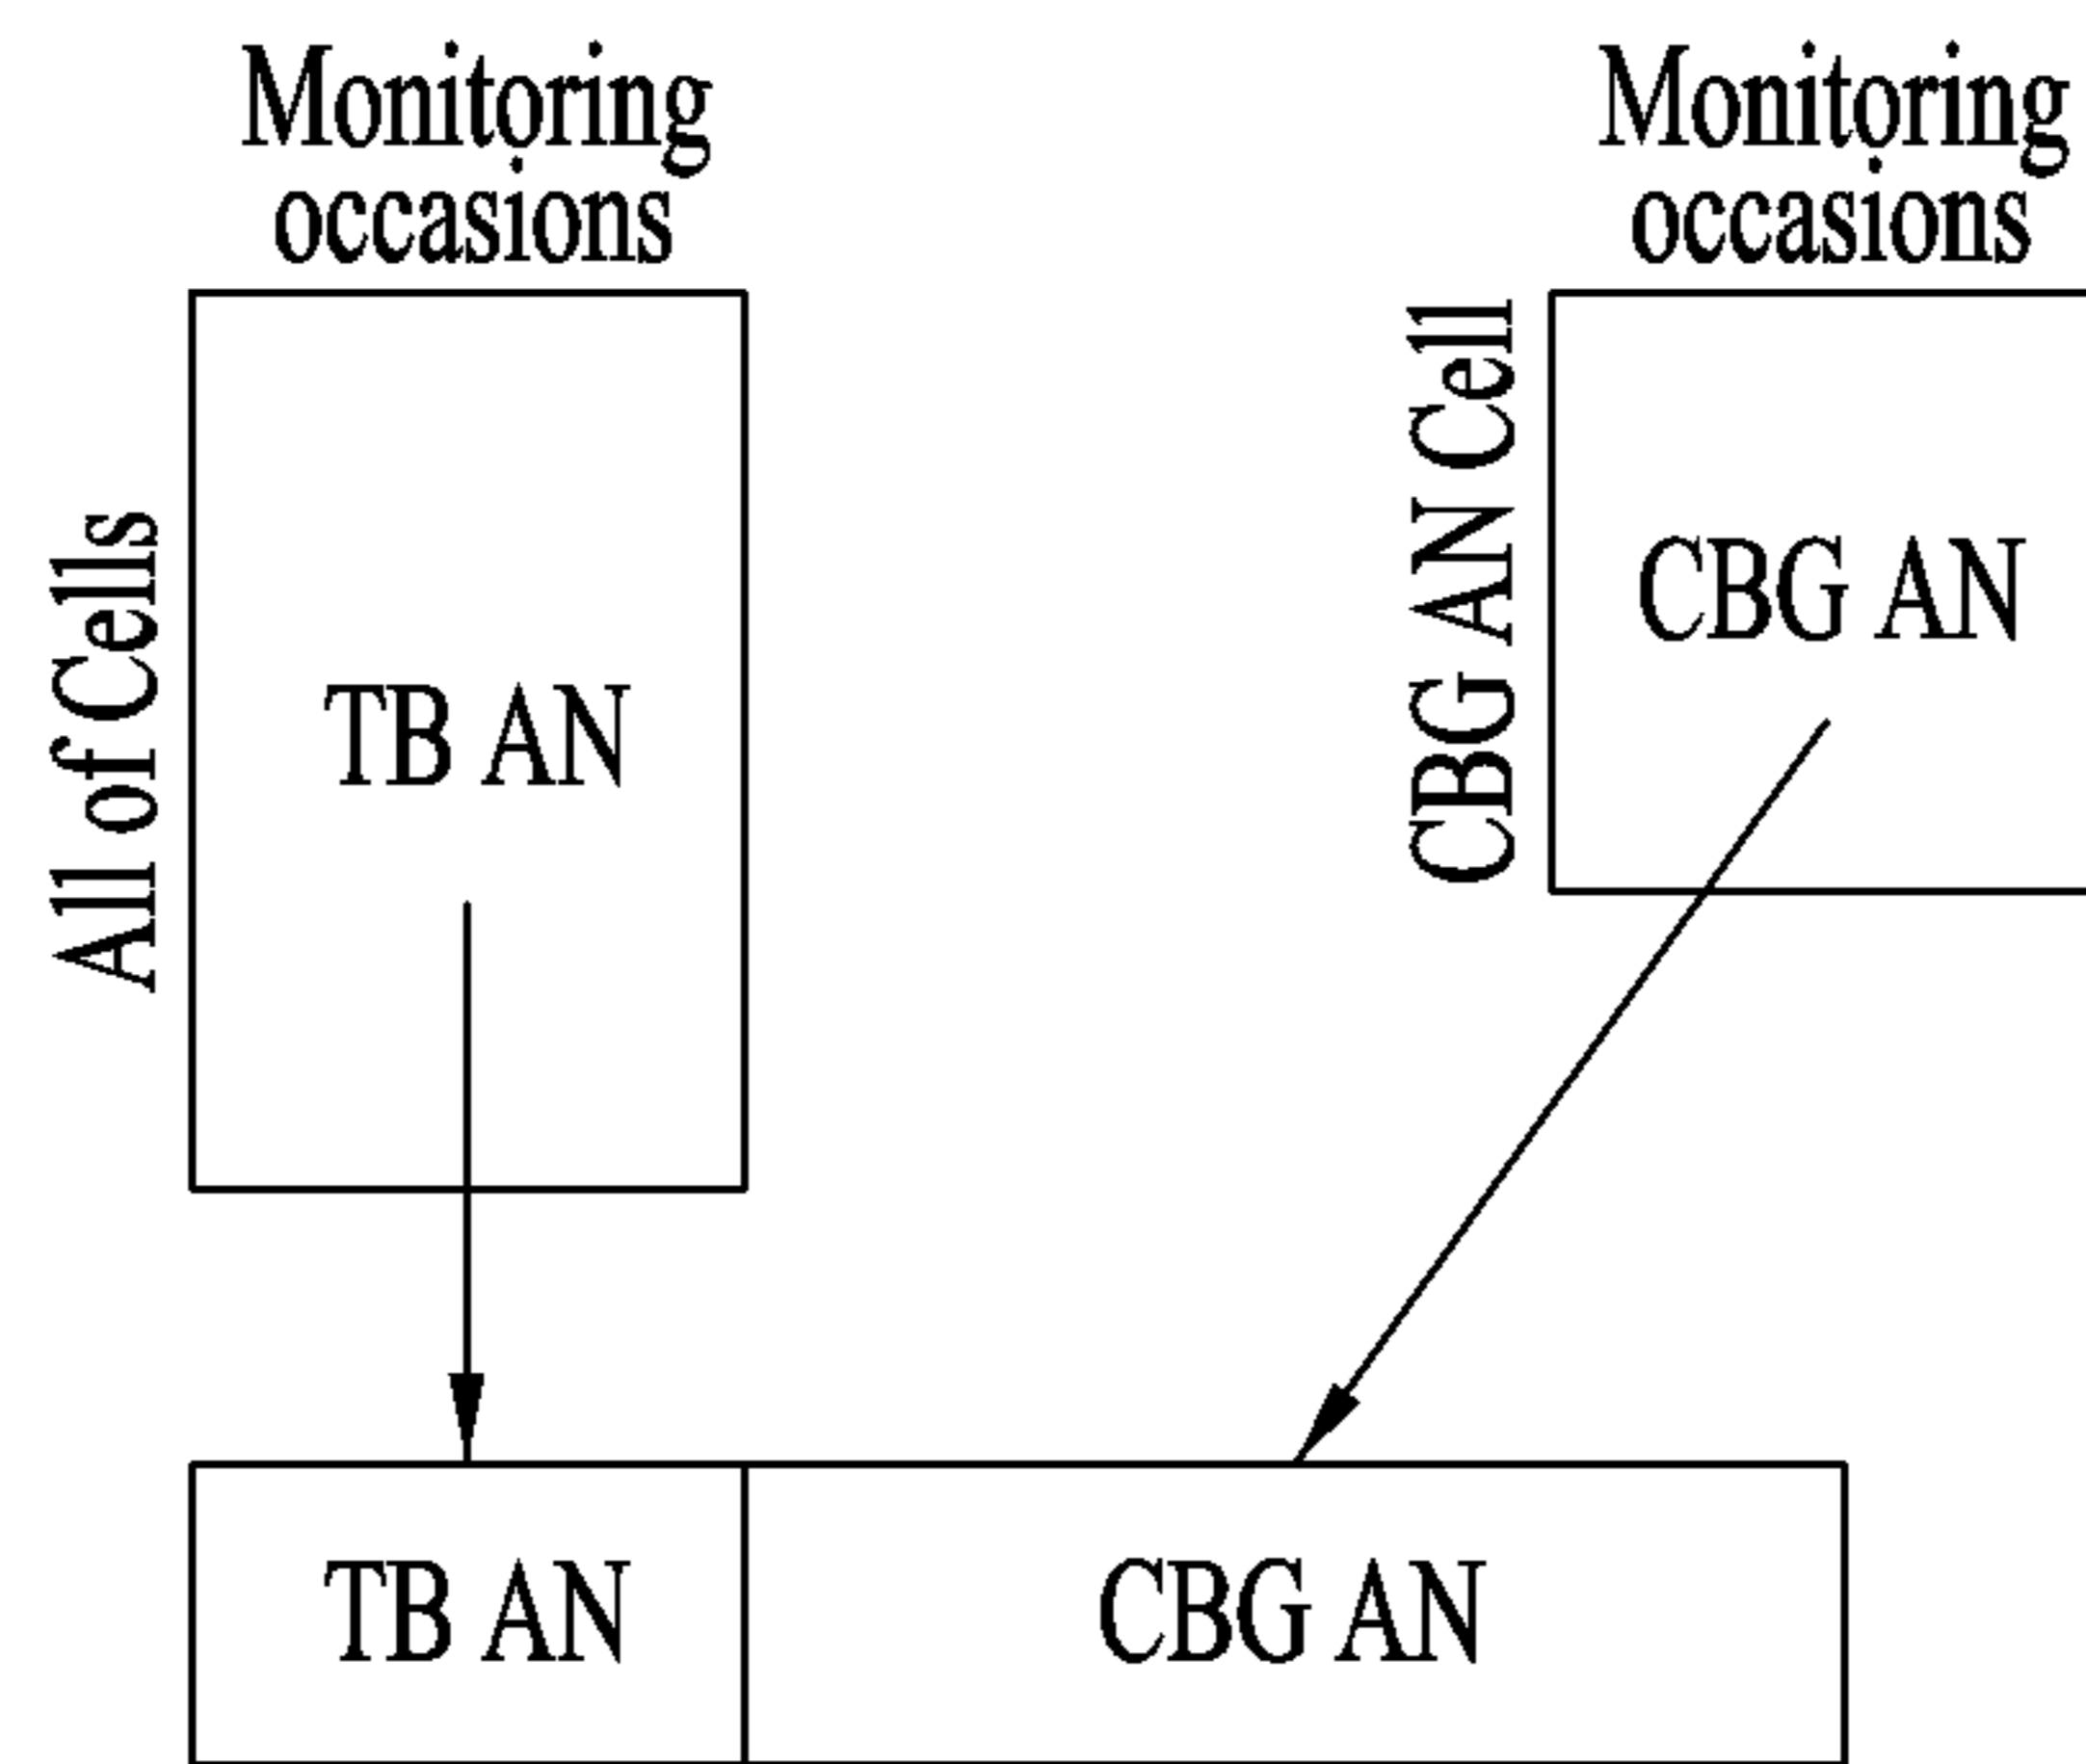 Monitoring
occasions
All of Cells
TB AN
Monitoring
occasions
CBG AN Cell
CBG AN
TB AN
CBG AN